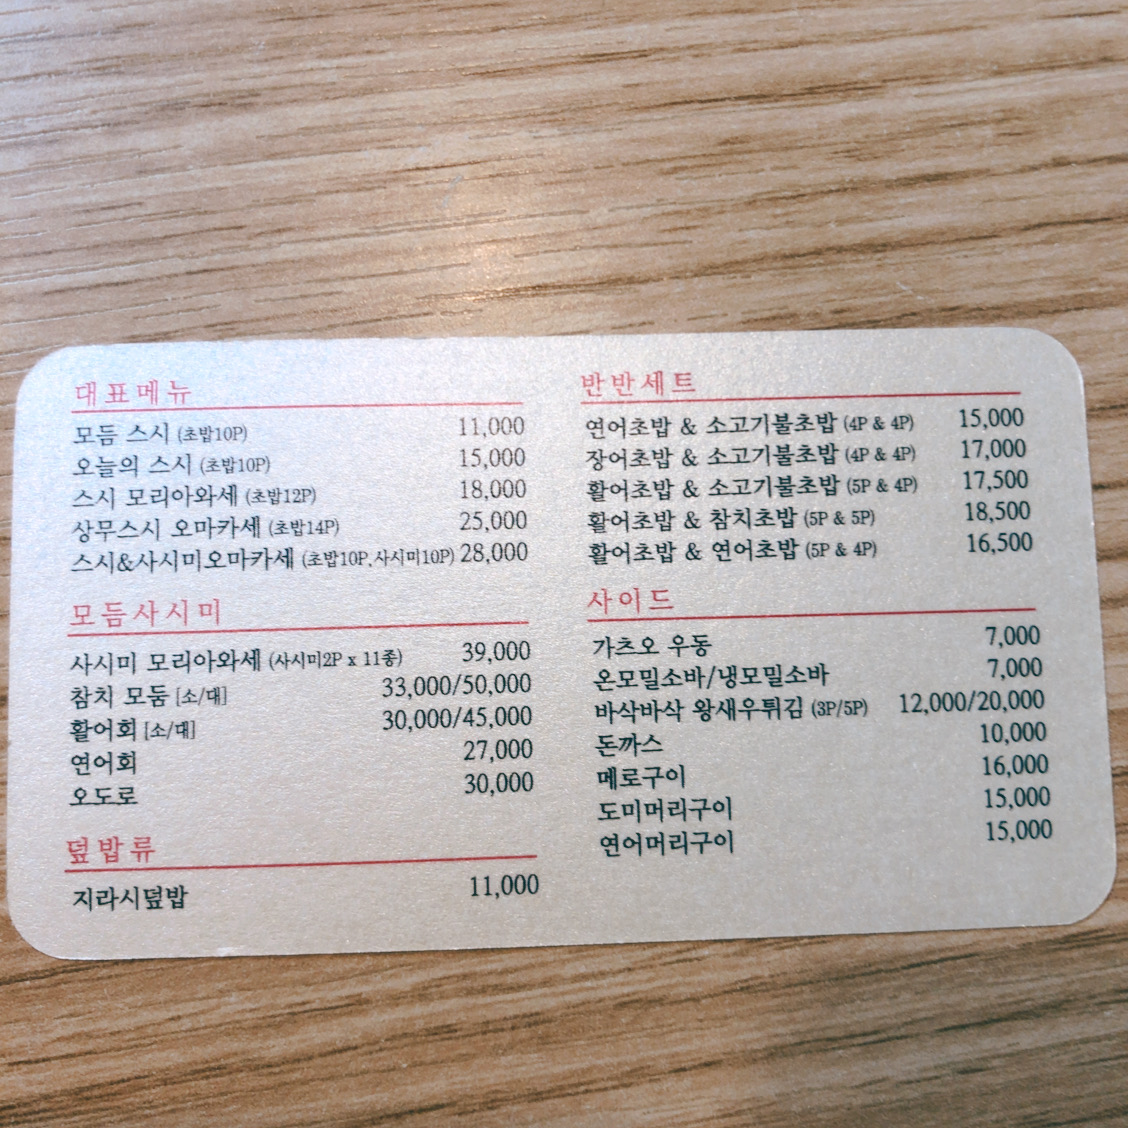 대표메뉴
모듬 스시 (초밥10P) 11,000
오늘의 스시 (초밥10P) 15,000
스시 모리아와세 (초밥12P) 18,000
상무스시 오마카세 (초밥14P) 25,000
스시&사시미오마카세 (초밥10P,사시미10P) 28,000
모듬사시미
사시미 모리아와세 (사시미2P x 11종) 39,000
참치 모듬 [소/대] 33,000/50,000
활어회 [소/대] 30,000/45,000
연어회 27,000
오도로 30,000
덮밥류
지라시덮밥 11,000
반반세트
연어초밥 & 소고기불초밥 (4P & 4P) 15,000
장어초밥 & 소고기불초밥 (4P & 4P) 17,000
활어초밥 & 소고기불초밥 (5P & 4P) 17,500
활어초밥 & 참치초밥 (5P & 5P) 18,500
활어초밥 & 연어초밥 (5P & 4P) 16,500
사이드
가츠오 우동 7,000
온모밀소바/냉모밀소바 7,000
바삭바삭 왕새우튀김 (3P/5P) 12,000/20,000
돈까스 10,000
메로구이 16,000
도미머리구이 15,000
연어머리구이 15,000